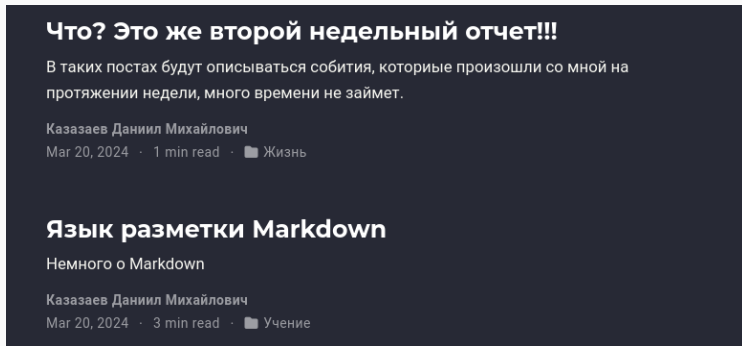 Что? Это же второй недельный отчет!!!
В таких постах будут описываться собития, которые произошли со мной на
протяжении недели, много времени не займет.
Казазаев Даниил Михайлович
Mar 20, 2024 · 1 min read · Жизнь
Язык разметки Markdown
Немного о Markdown
Казазаев Даниил Михайлович
Mar 20, 2024 · 3 min read · Учение